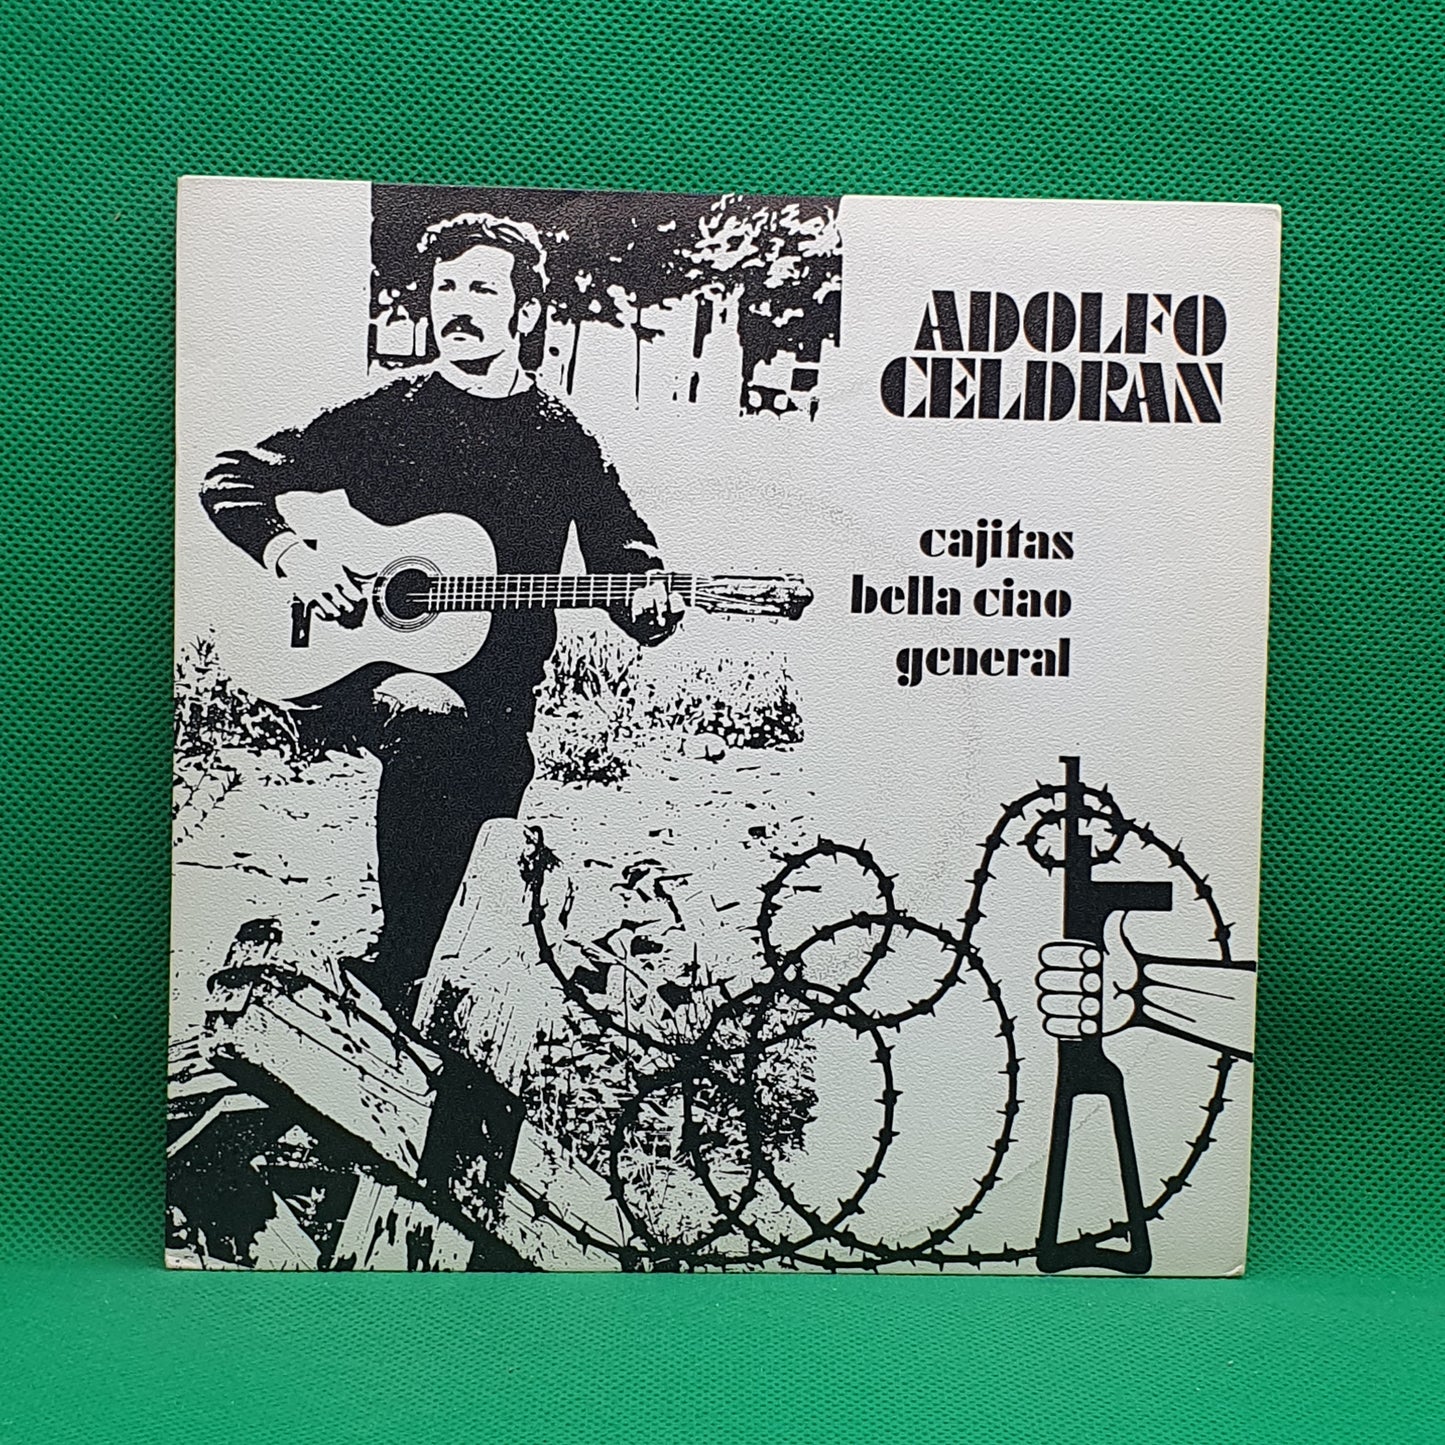 ADOLFO
CELDRAN
cajitas
bella ciao
general